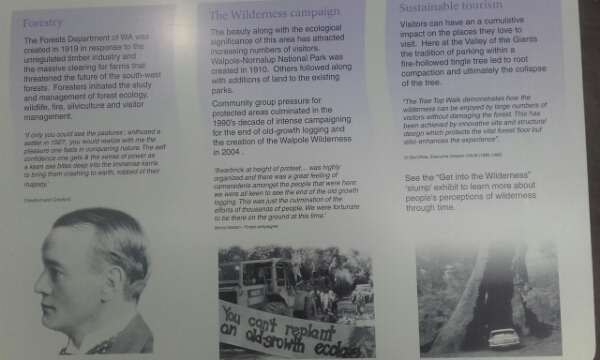 Forestry
The Forests Department of WA was
created in 1919 in response to the
unregulated timber industry and
the massive clearing for farms that
threatened the future of the south-west
forests. Foresters initiated the study
and management of forest ecology,
wildlife, fire, silviculture and visitor
management.
'If only you could see the pastures', enthused a
settler in 1927, 'you would realize with me the
pleasure one feels in conquering nature. The self
confidence one gets & the sense of power as
a keen axe bites deep into the immense karris
to bring them crashing to earth, robbed of their
majesty'
The Wilderness campaign
The beauty along with the ecological
significance of this area has attracted
increasing numbers of visitors.
Walpole-Nornalup National Park was
created in 1910. Others followed along
with additions of land to the existing
parks.
Community group pressure for
protected areas culminated in the
1990's decade of intense campaigning
for the end of old-growth logging and
the creation of the Walpole Wilderness
in 2004 .
'Swarbrick at height of protest... was highly
organized and there was a great feeling of
camaraderie amongst the people that were here:
we were all keen to see the end of the old growth
logging. This was just the culmination of the
efforts of thousands of people. We were fortunate
to be there on the ground at this time.'
- Forest campaigner
You can't replant
an old-growth
Sustainable tourism
Visitors can have an a cumulative
impact on the places they love to
visit. Here at the Valley of the Giants
the tradition of parking within a
fire-hollowed tingle tree led to root
compaction and ultimately the collapse
of the tree.
"The Tree Top Walk demonstrates how the
wilderness can be enjoyed by large numbers of
visitors without damaging the forest. This has
been achieved by innovative site and structural
design which protects the vital forest floor but
also enhances the experience".
See the "Get into the Wilderness"
'stump' exhibit to learn more about
people's perceptions of wilderness
through time.